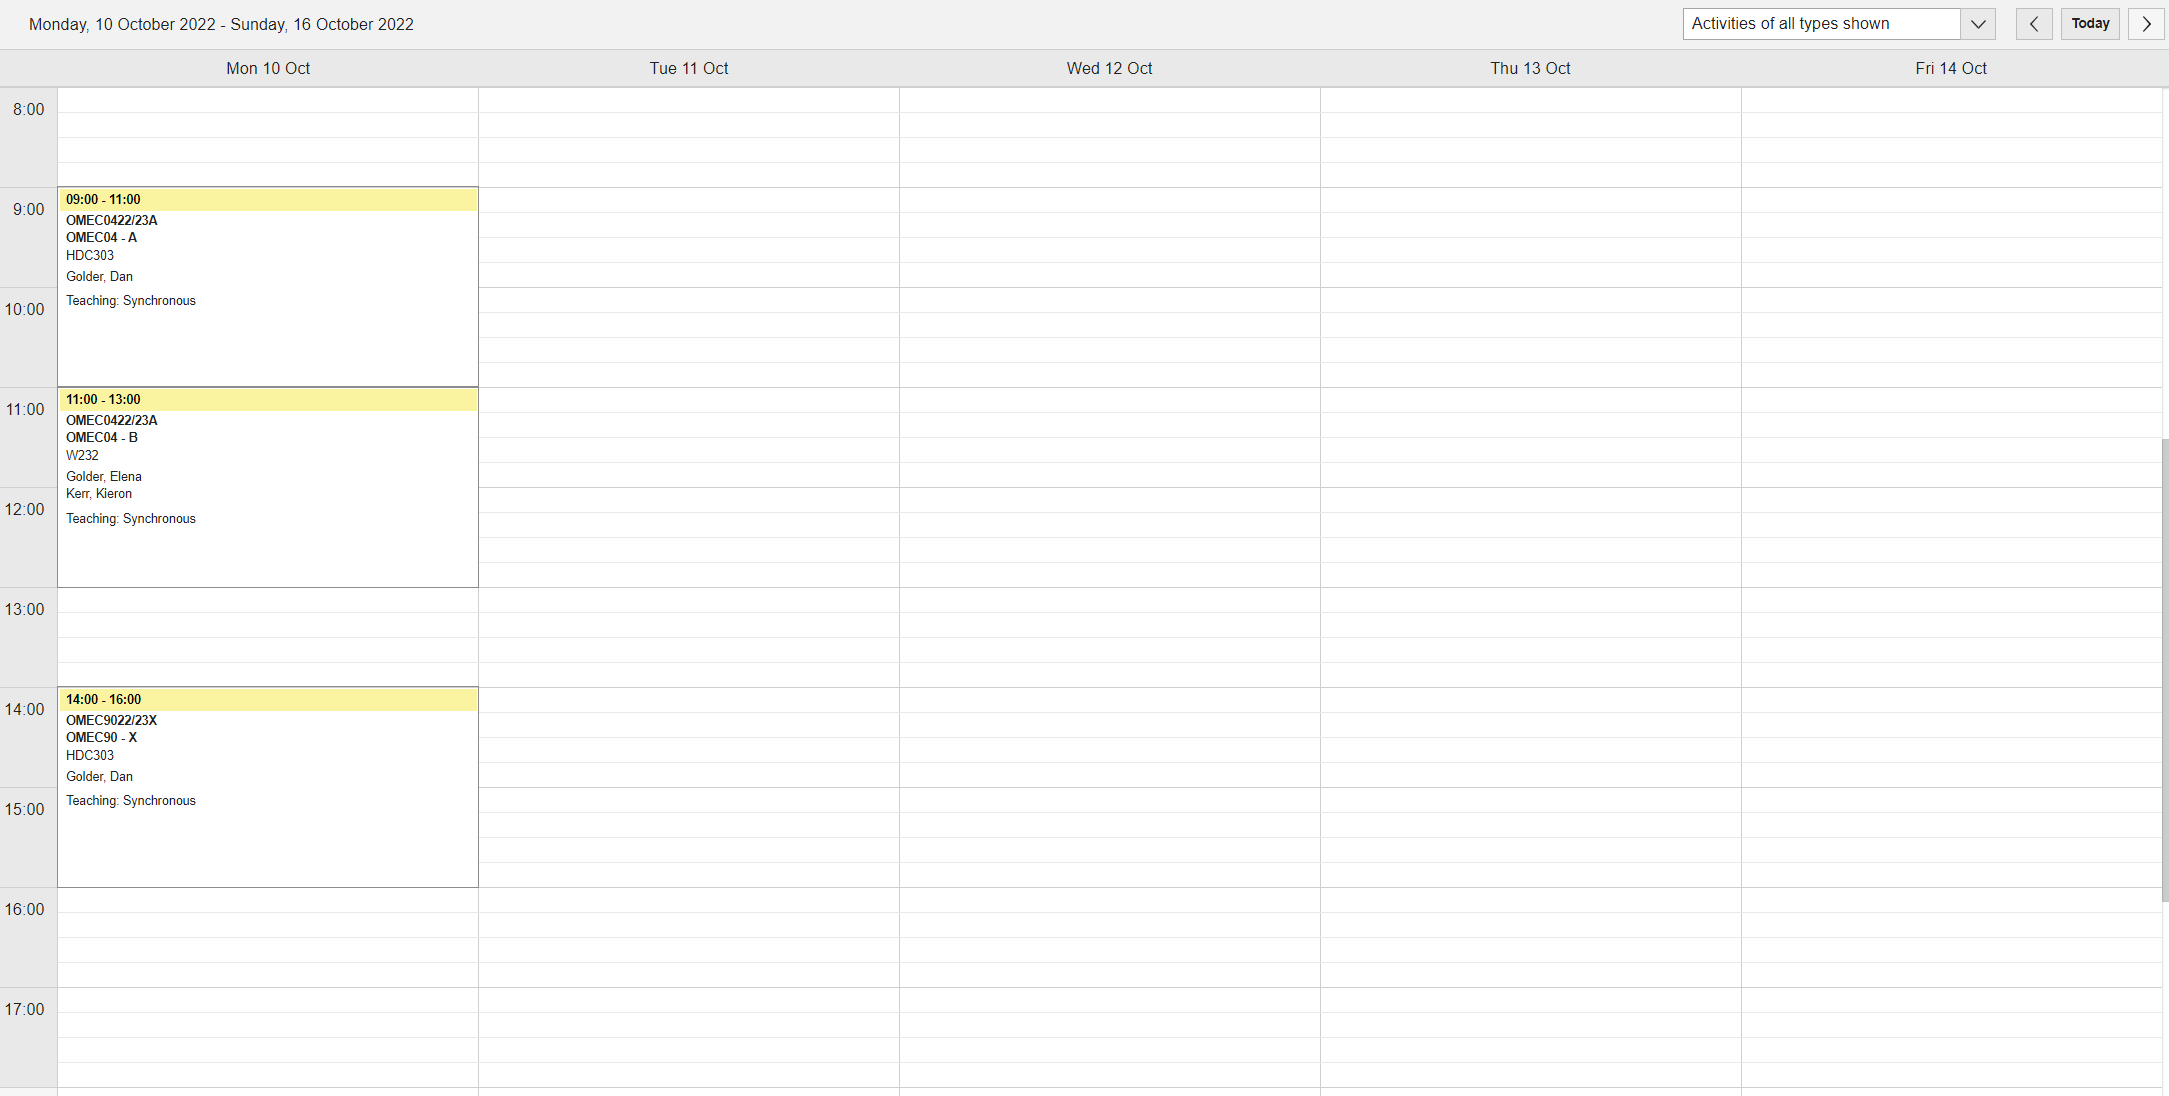 Monday, 10 October 2022 - Sunday, 16 October 2022
Activities of all types shown
Today
Mon 10 Oct
Tue 11 Oct
Wed 12 Oct
Thu 13 Oct
Fri 14 Oct
8:00
9:00
09:00 - 11:00
OMEC0422/23A
OMEC04 - A
HDC303
Golder, Dan
Teaching: Synchronous
10:00
11:00
11:00 - 13:00
OMEC0422/23A
OMEC04 - B
W232
Golder, Elena
Kerr, Kieron
Teaching: Synchronous
12:00
13:00
14:00
14:00 - 16:00
OMEC9022/23X
OMEC90 - X
HDC303
Golder, Dan
Teaching: Synchronous
15:00
16:00
17:00